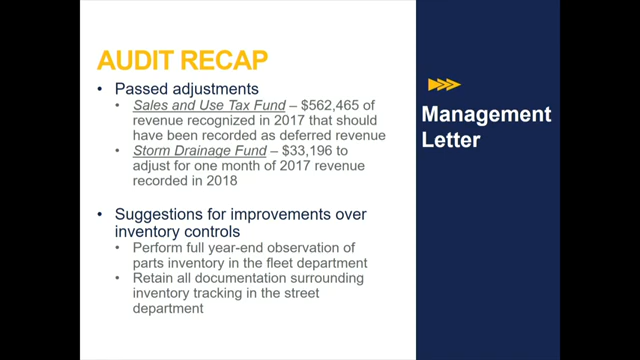 AUDIT RECAP
• Passed adjustments
• Sales and Use Tax Fund – $562,465 of
revenue recognized in 2017 that should
have been recorded as deferred revenue
• Storm Drainage Fund – $33,196 to
adjust for one month of 2017 revenue
recorded in 2018
• Suggestions for improvements over
inventory controls
• Perform full year-end observation of
parts inventory in the fleet department
• Retain all documentation surrounding
inventory tracking in the street
department
Management
Letter